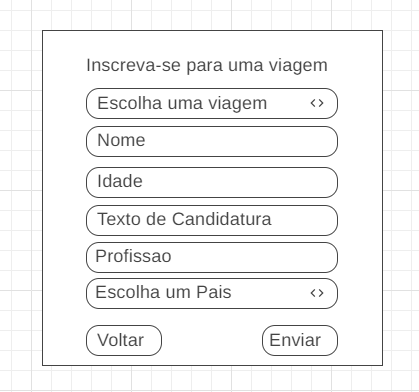 Inscreva-se para uma viagem
Escolha uma viagem
Nome
Idade
Texto de Candidatura
Profissao
Escolha um Pais
Voltar
Enviar